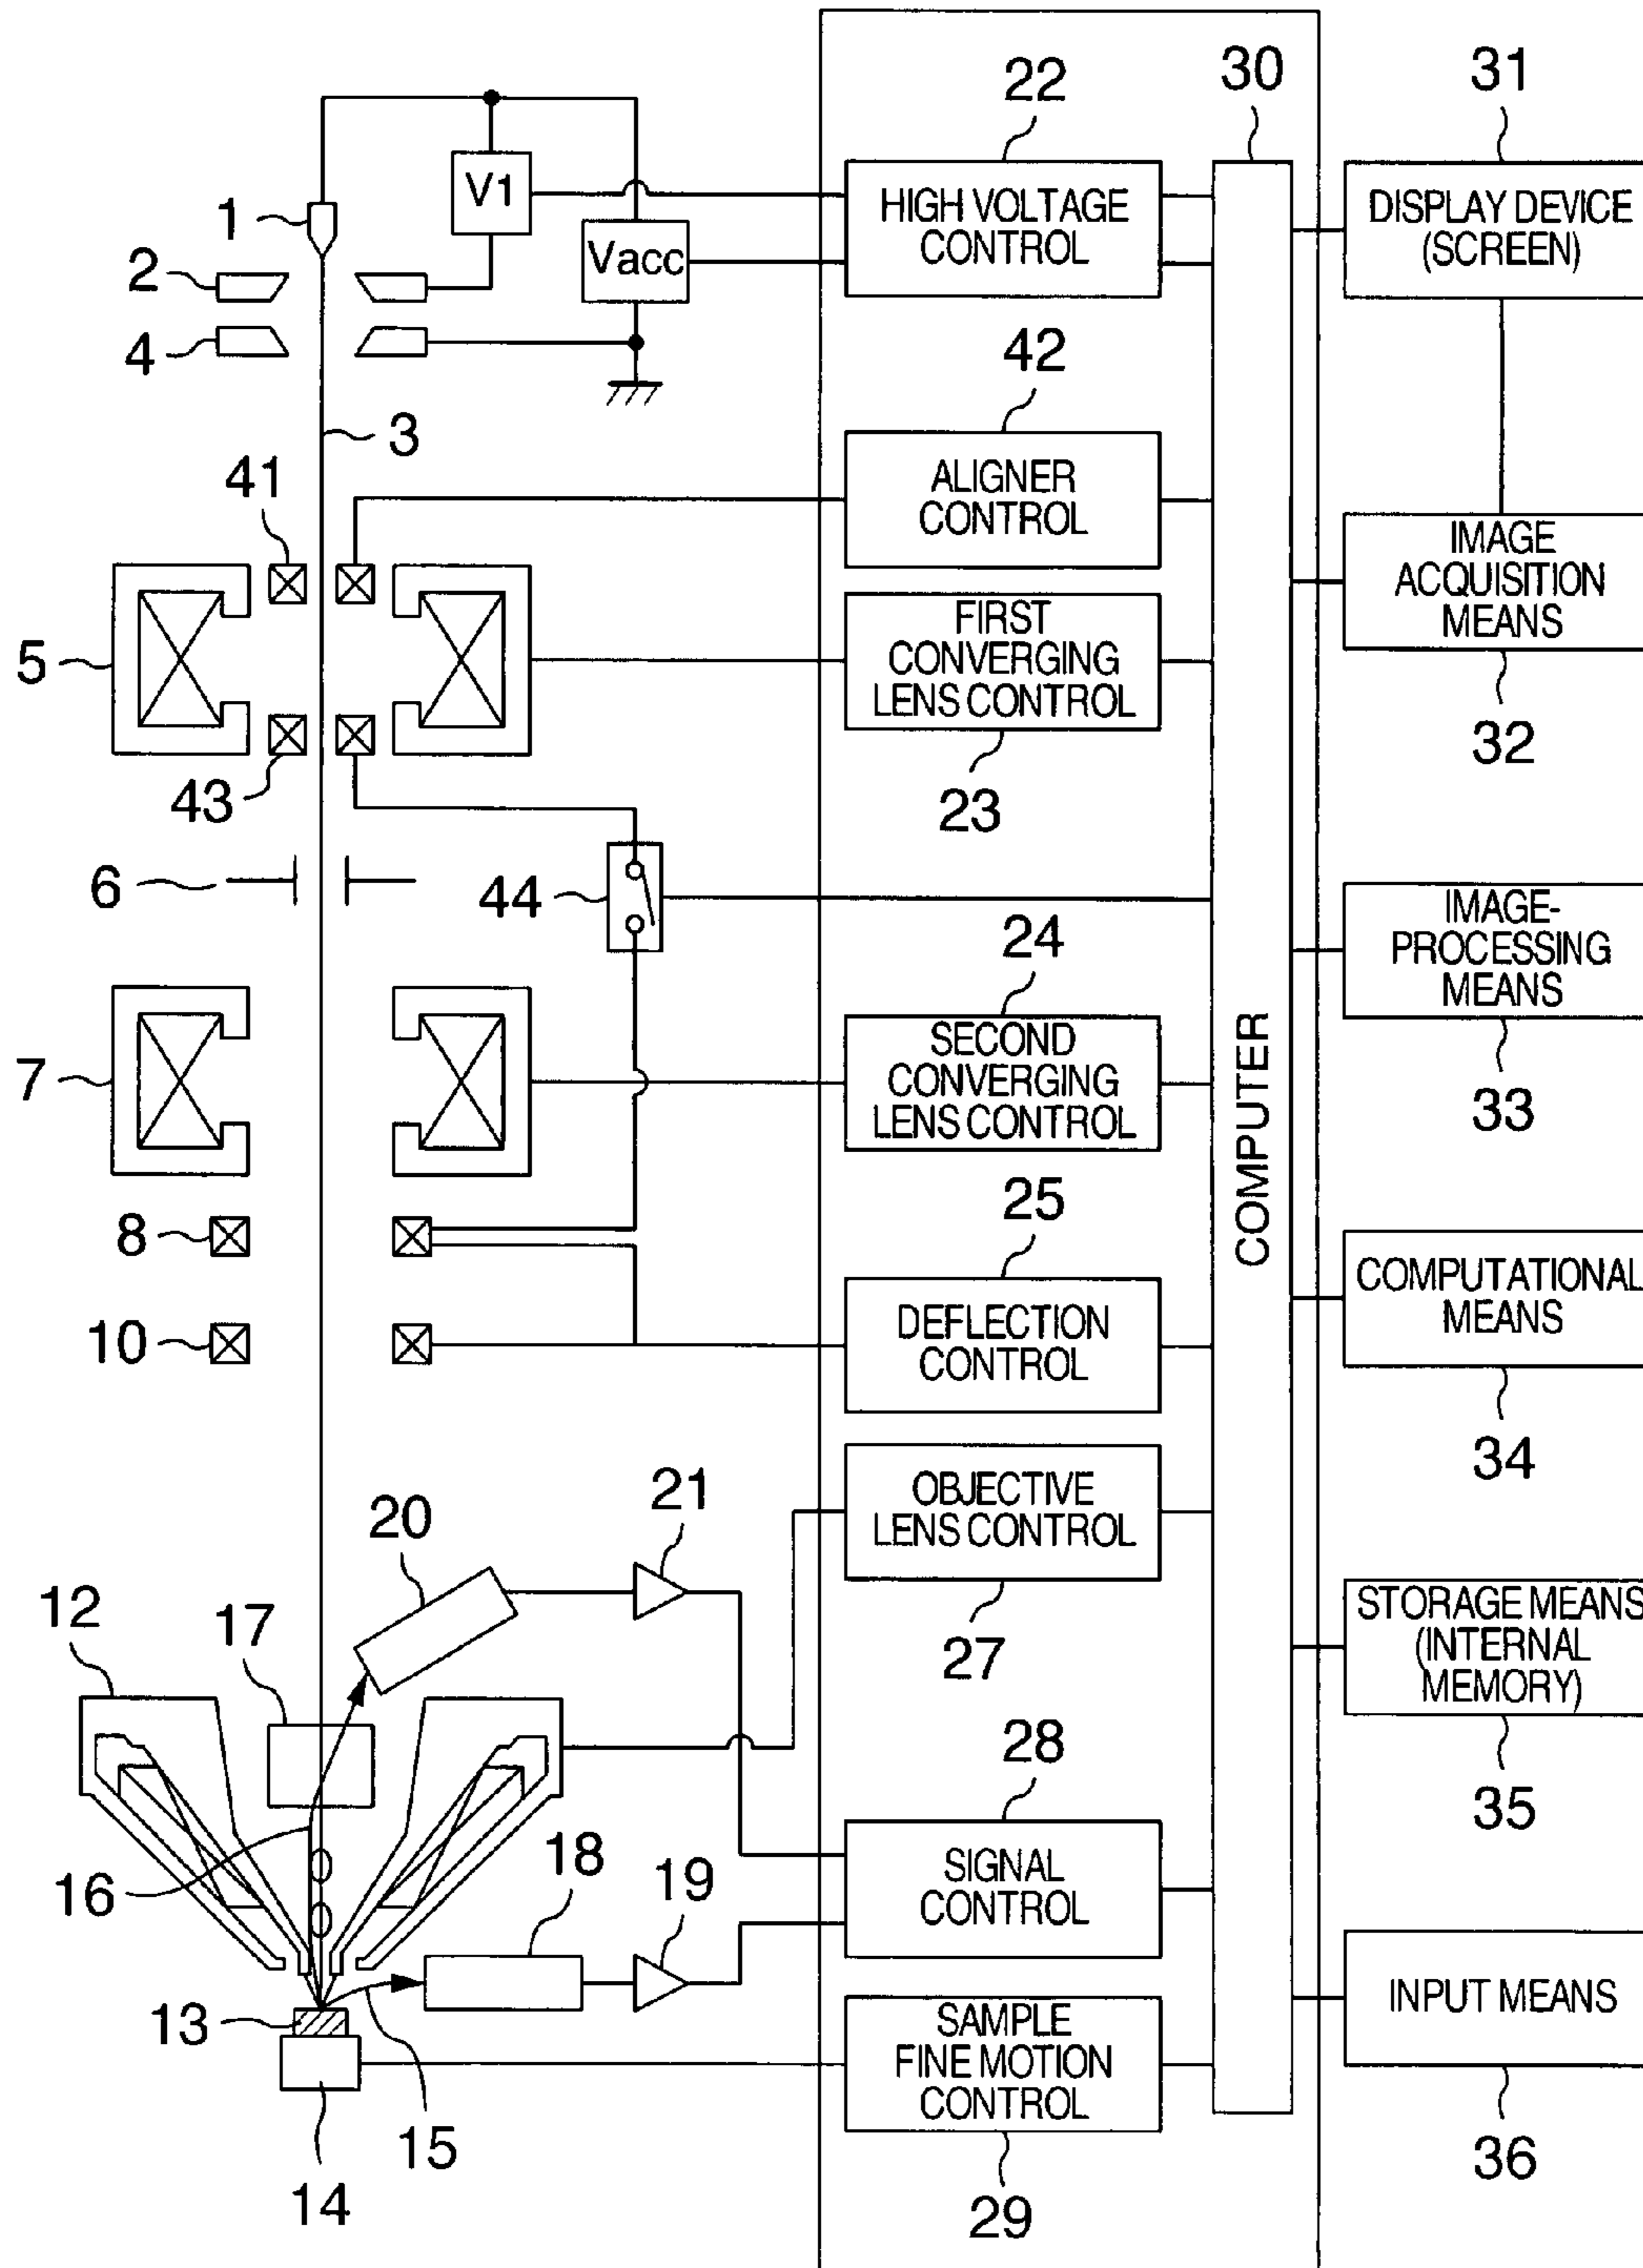 22
30
31
V1
HIGH VOLTAGE
CONTROL
DISPLAY DEVICE
(SCREEN)
1
Vacc
2
4
42
3
41
ALIGNER
CONTROL
IMAGE
ACQUISITION
MEANS
32
5
FIRST
CONVERGING
LENS CONTROL
23
43
6
44
IMAGE-
PROCESSING
MEANS
33
24
7
SECOND
CONVERGING
LENS CONTROL
COMPUTER
8
25
10
DEFLECTION
CONTROL
COMPUTATIONAL
MEANS
34
OBJECTIVE
LENS CONTROL
27
20
21
12
17
STORAGE MEANS
(INTERNAL
MEMORY)
35
28
16
18
19
SIGNAL
CONTROL
13
15
14
SAMPLE
FINE MOTION
CONTROL
29
INPUT MEANS
36